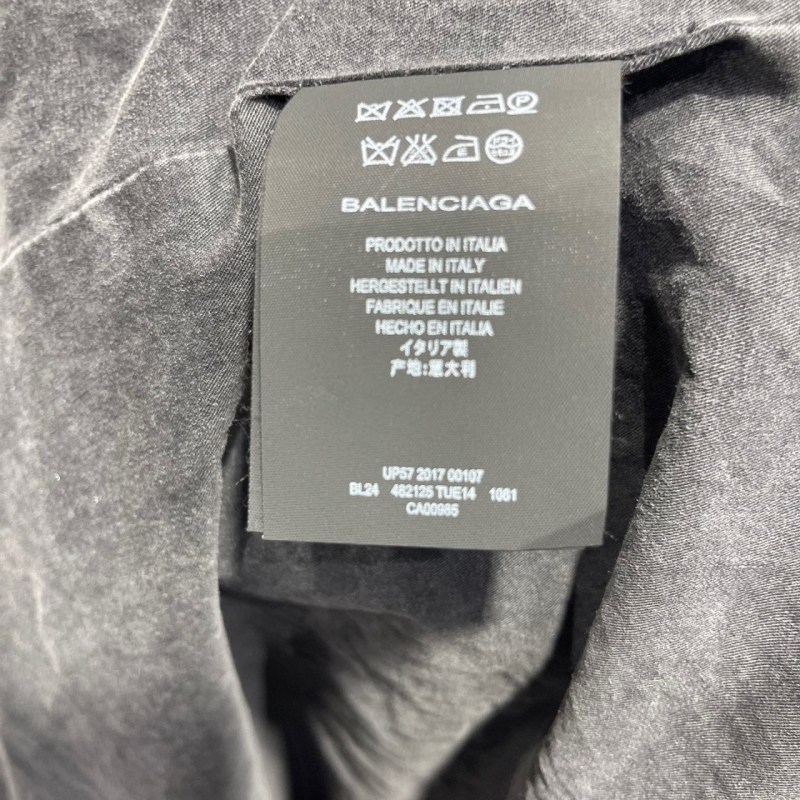 BALENCIAGA
PRODOTTO IN ITALIA
MADE IN ITALY
HERGESTELLT IN ITALIEN
FABRIQUE EN ITALIE
HECHO EN ITALIA
イタリア製
产地:意大利
UP57 2017 00107
BL24 482125 TUE14 1081
CA00985